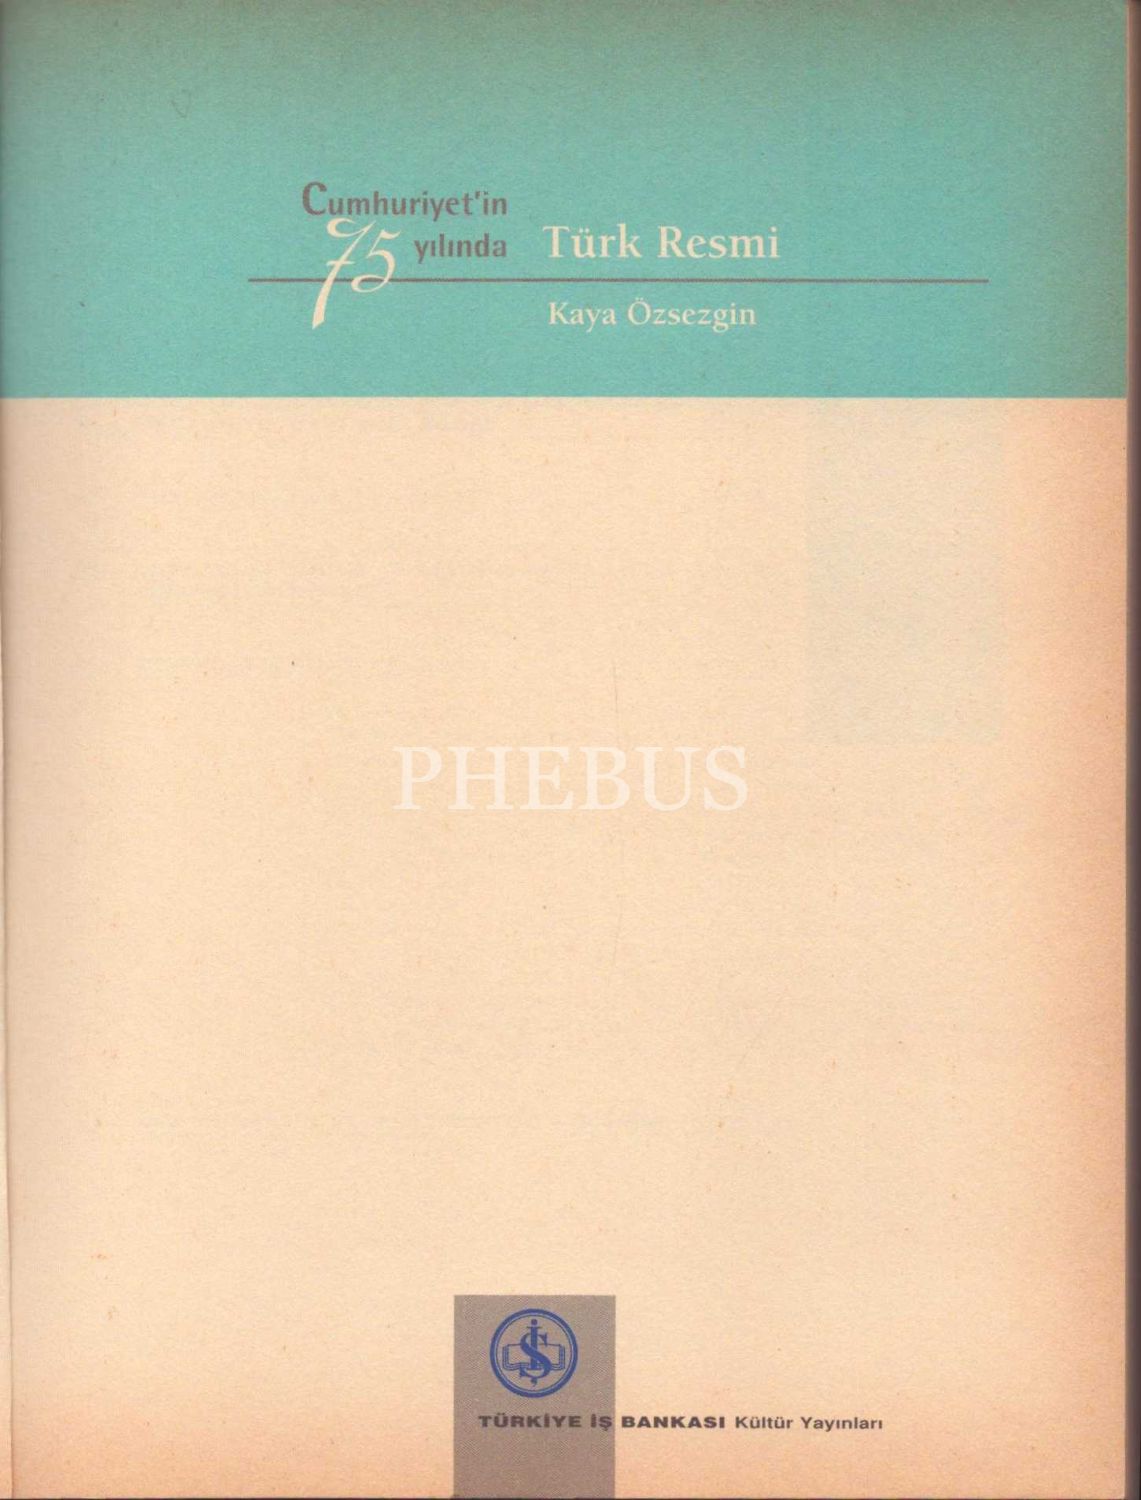 Cumhuriyet'in
75 yılında Türk Resmi
Kaya Özsezgin
PHEBUS
İŞ
TÜRKİYE İŞ BANKASI Kültür Yayınları